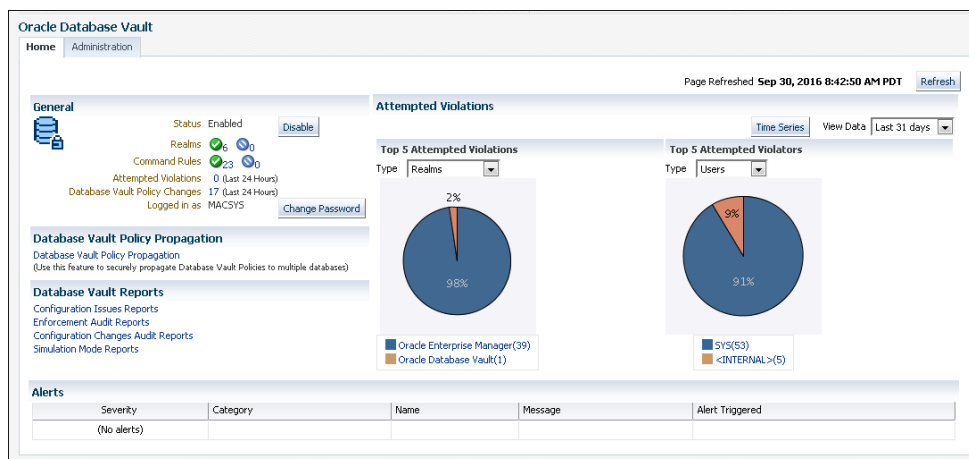 Oracle Database Vault
Home Administration
Page Refreshed Sep 30, 2016 8:42:50 AM PDT Refresh
General
Status Enabled Disable
Realms 6 0
Command Rules 23 0
Attempted Violations 0 (Last 24 Hours)
Database Vault Policy Changes 17 (Last 24 Hours)
Logged in as MACSYS Change Password
Database Vault Policy Propagation
Database Vault Policy Propagation
(Use this feature to securely propagate Database Vault Policies to multiple databases)
Database Vault Reports
Configuration Issues Reports
Enforcement Audit Reports
Configuration Changes Audit Reports
Simulation Mode Reports
Attempted Violations
Time Series View Data Last 31 days
Top 5 Attempted Violations
Type Realms
2%
98%
Oracle Enterprise Manager(39)
Oracle Database Vault(1)
Top 5 Attempted Violators
Type Users
9%
91%
SYS(53)
<INTERNAL>(5)
Alerts
Severity Category Name Message Alert Triggered
(No alerts)